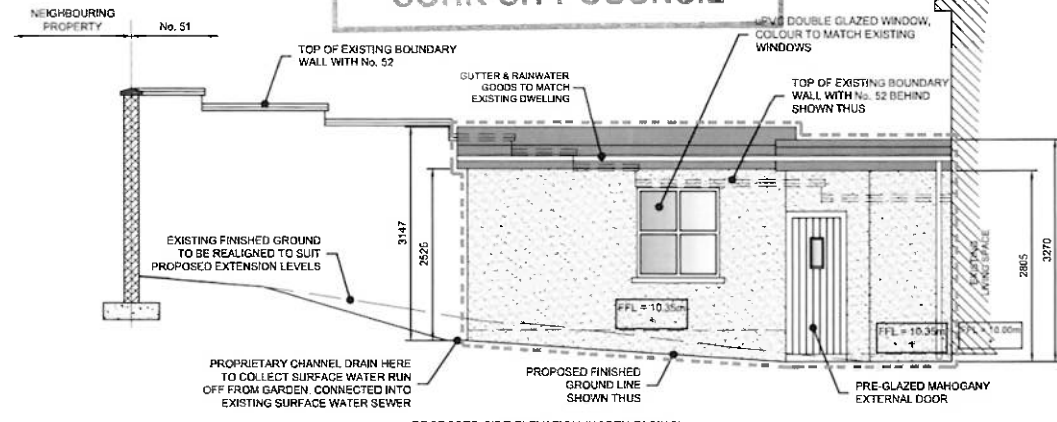 CORK CITY COUNCIL
NEIGHBOURING
PROPERTY
No. 51
TOP OF EXISTING BOUNDARY
WALL WITH No. 52
GUTTER & RAINWATER
GOODS TO MATCH
EXISTING DWELLING
uPVC DOUBLE GLAZED WINDOW,
COLOUR TO MATCH EXISTING
WINDOWS
TOP OF EXISTING BOUNDARY
WALL WITH No. 52 BEHIND
SHOWN THUS
3147
2525
2805
3270
EXISTING
LIVING SPACE
EXISTING FINISHED GROUND
TO BE REALIGNED TO SUIT
PROPOSED EXTENSION LEVELS
FFL = 10.35m
FFL = 10.35m
FFL = 10.00m
PROPRIETARY CHANNEL DRAIN HERE
TO COLLECT SURFACE WATER RUN
OFF FROM GARDEN. CONNECTED INTO
EXISTING SURFACE WATER SEWER
PROPOSED FINISHED
GROUND LINE
SHOWN THUS
PRE-GLAZED MAHOGANY
EXTERNAL DOOR